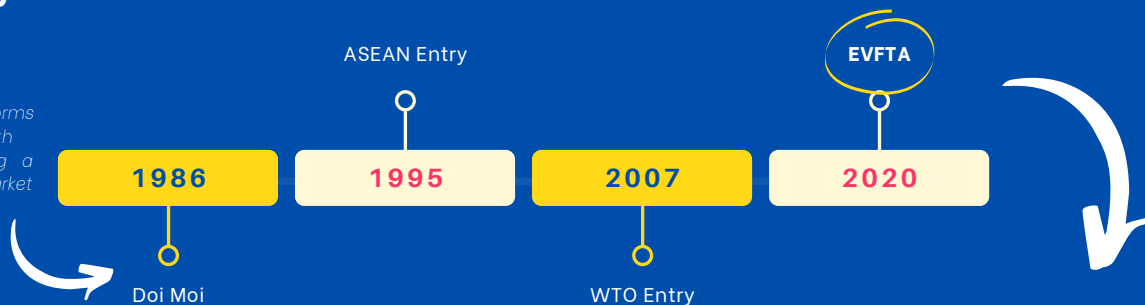 ASEAN Entry
EVFTA
1986
1995
2007
2020
Doi Moi
WTO Entry